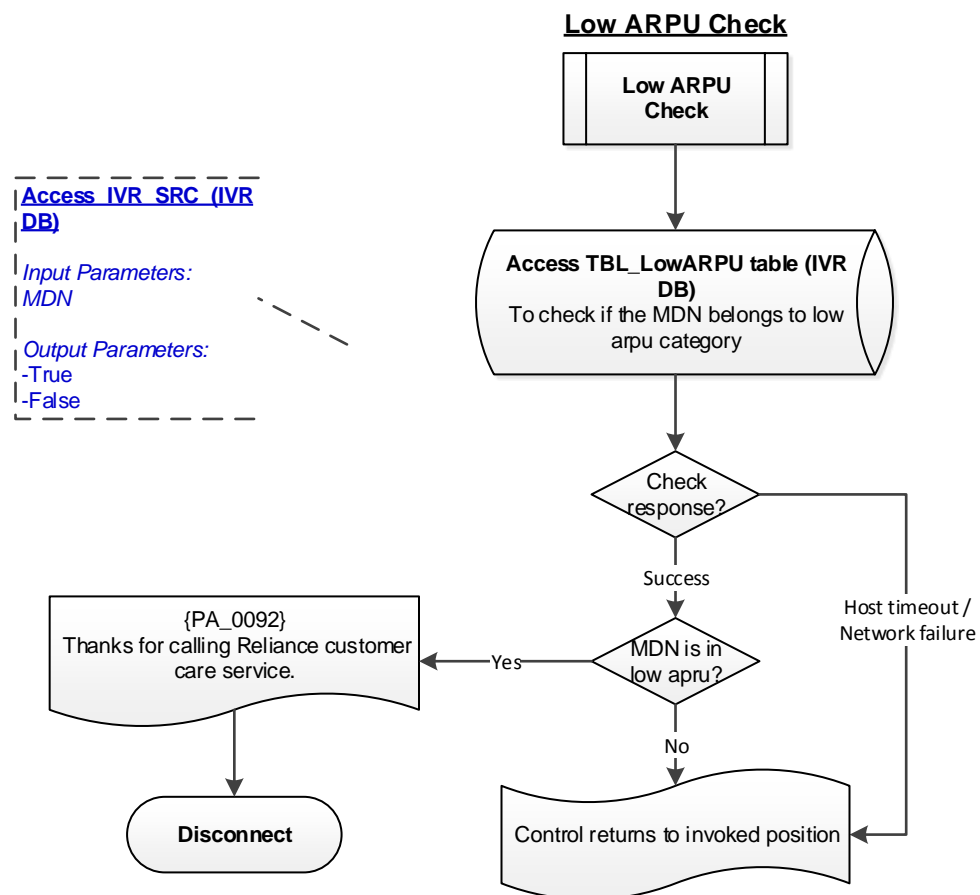 Low ARPU Check
Low ARPU
Check
Access IVR_SRC (IVR
DB)
Input Parameters:
MDN
Output Parameters:
-True
-False
Access TBL_LowARPU table (IVR
DB)
To check if the MDN belongs to low
arpu category
Check
response?
Success
Host timeout /
Network failure
{PA_0092}
Thanks for calling Reliance customer
care service.
Yes
MDN is in
low apru?
No
Disconnect
Control returns to invoked position